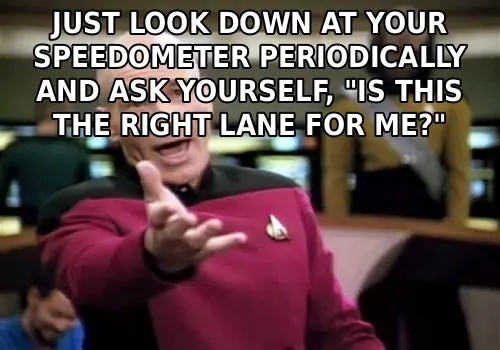 JUST LOOK DOWN AT YOUR
SPEEDOMETER PERIODICALLY
AND ASK YOURSELF, "IS THIS
THE RIGHT LANE FOR ME?"